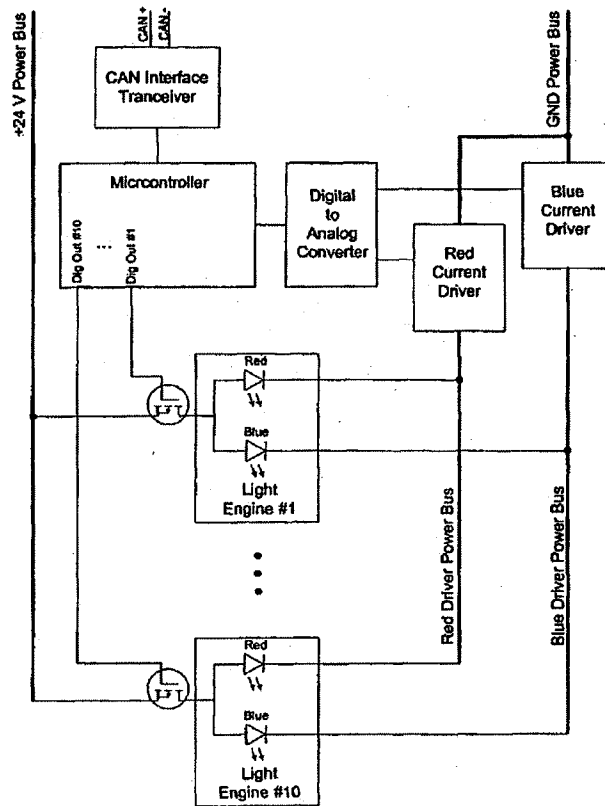 +24 V Power Bus
CAN +
CAN -
CAN Interface
Tranceiver
GND Power Bus
Micrcontroller
Dig Out #10
...
Dig Out #1
Digital
to
Analog
Converter
Blue
Current
Driver
Red
Current
Driver
Red
Blue
Light
Engine #1
Red Driver Power Bus
Blue Driver Power Bus
Red
Blue
Light
Engine #10